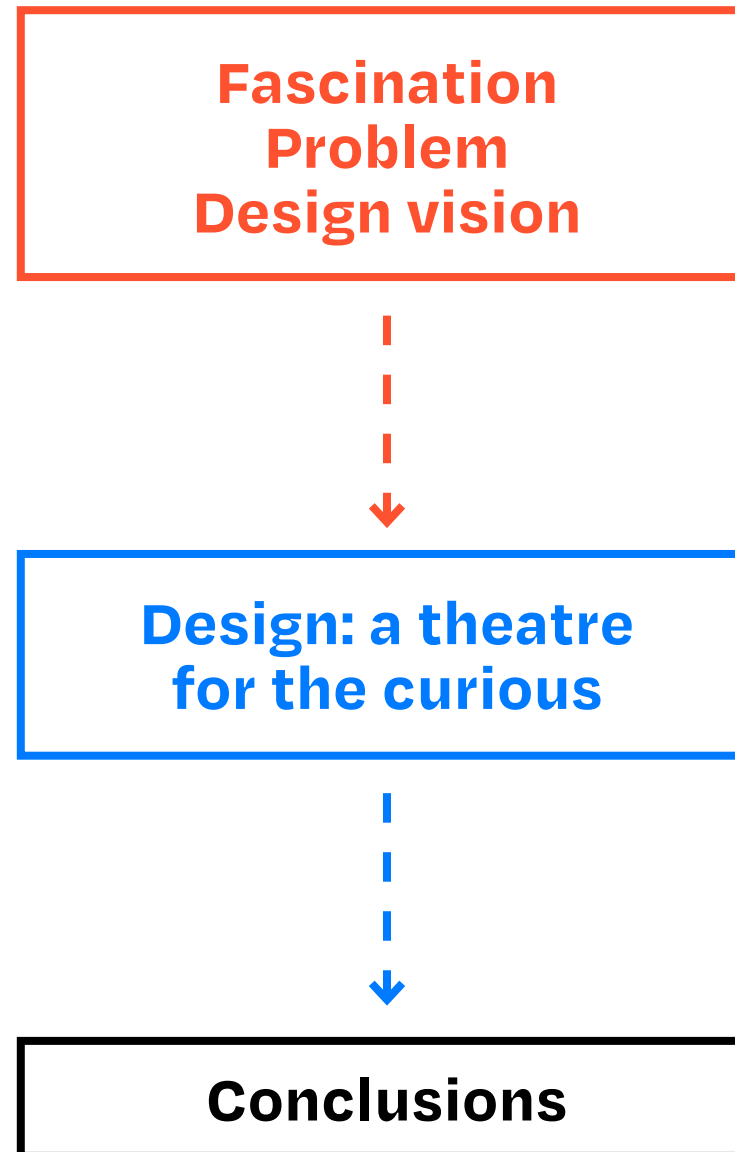 Fascination
Problem
Design vision
Design: a theatre
for the curious
Conclusions